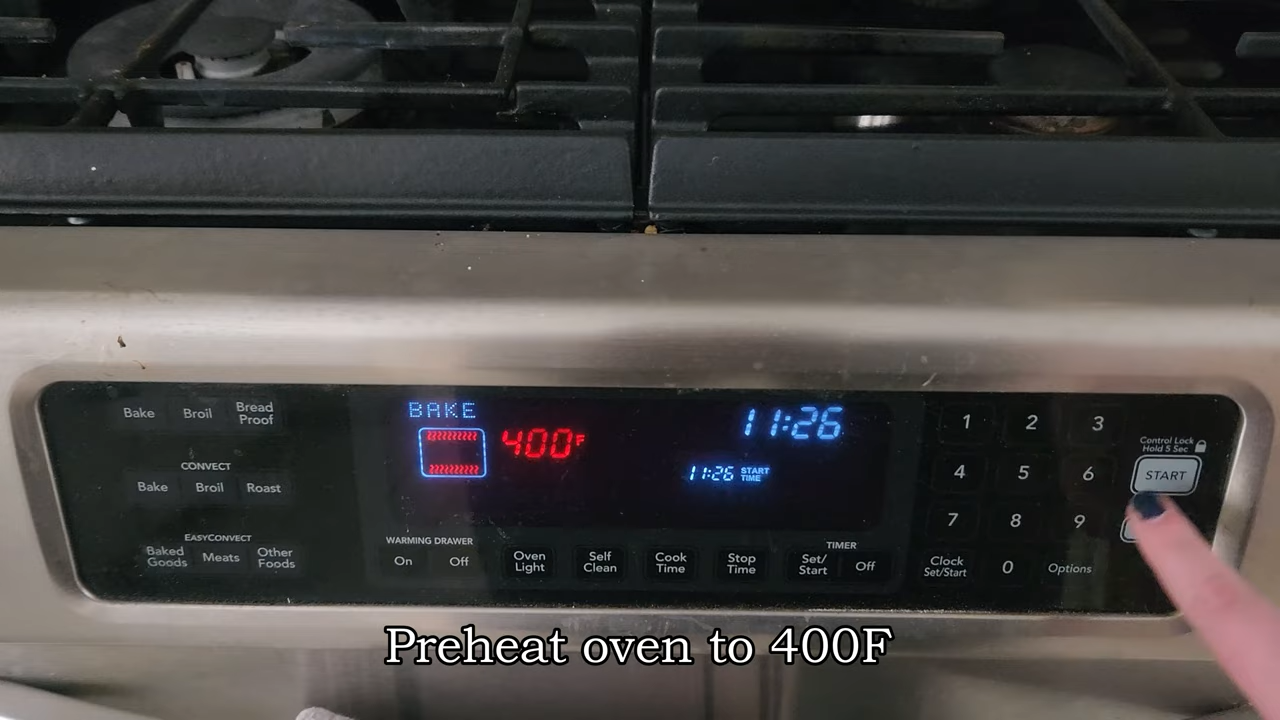 Bake Broil Bread Proof
CONVECT
Bake Broil Roast
EASYCONVECT
Baked Goods Meats Other Foods
BAKE
400F
11:26
11:26 START TIME
WARMING DRAWER
On Off
Oven Light
Self Clean
Cook Time
Stop Time
TIMER
Set/Start Off
1 2 3
4 5 6
7 8 9
Clock Set/Start 0 Options
Control Lock
Hold 5 Sec
START
Preheat oven to 400F